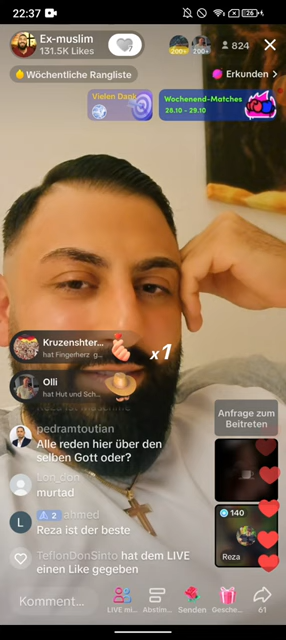 22:37
26
Ex-muslim
131.5K Likes
200+
200+
824
Wöchentliche Rangliste
Erkunden
Vielen Dank
Wochenend-Matches
28.10 - 29.10
Kruzenshter...
hat Fingerherz g...
x1
Olli
hat Hut und Sch...
Anfrage zum
Beitreten
pedramtoutian
Alle reden hier über den
selben Gott oder?
Lon_don
murtad
L
2 ahmed
Reza ist der beste
140
Reza
TeflonDonSinto hat dem LIVE
einen Like gegeben
Komment...
LIVE mi...
Abstim...
Senden
Gesche...
61